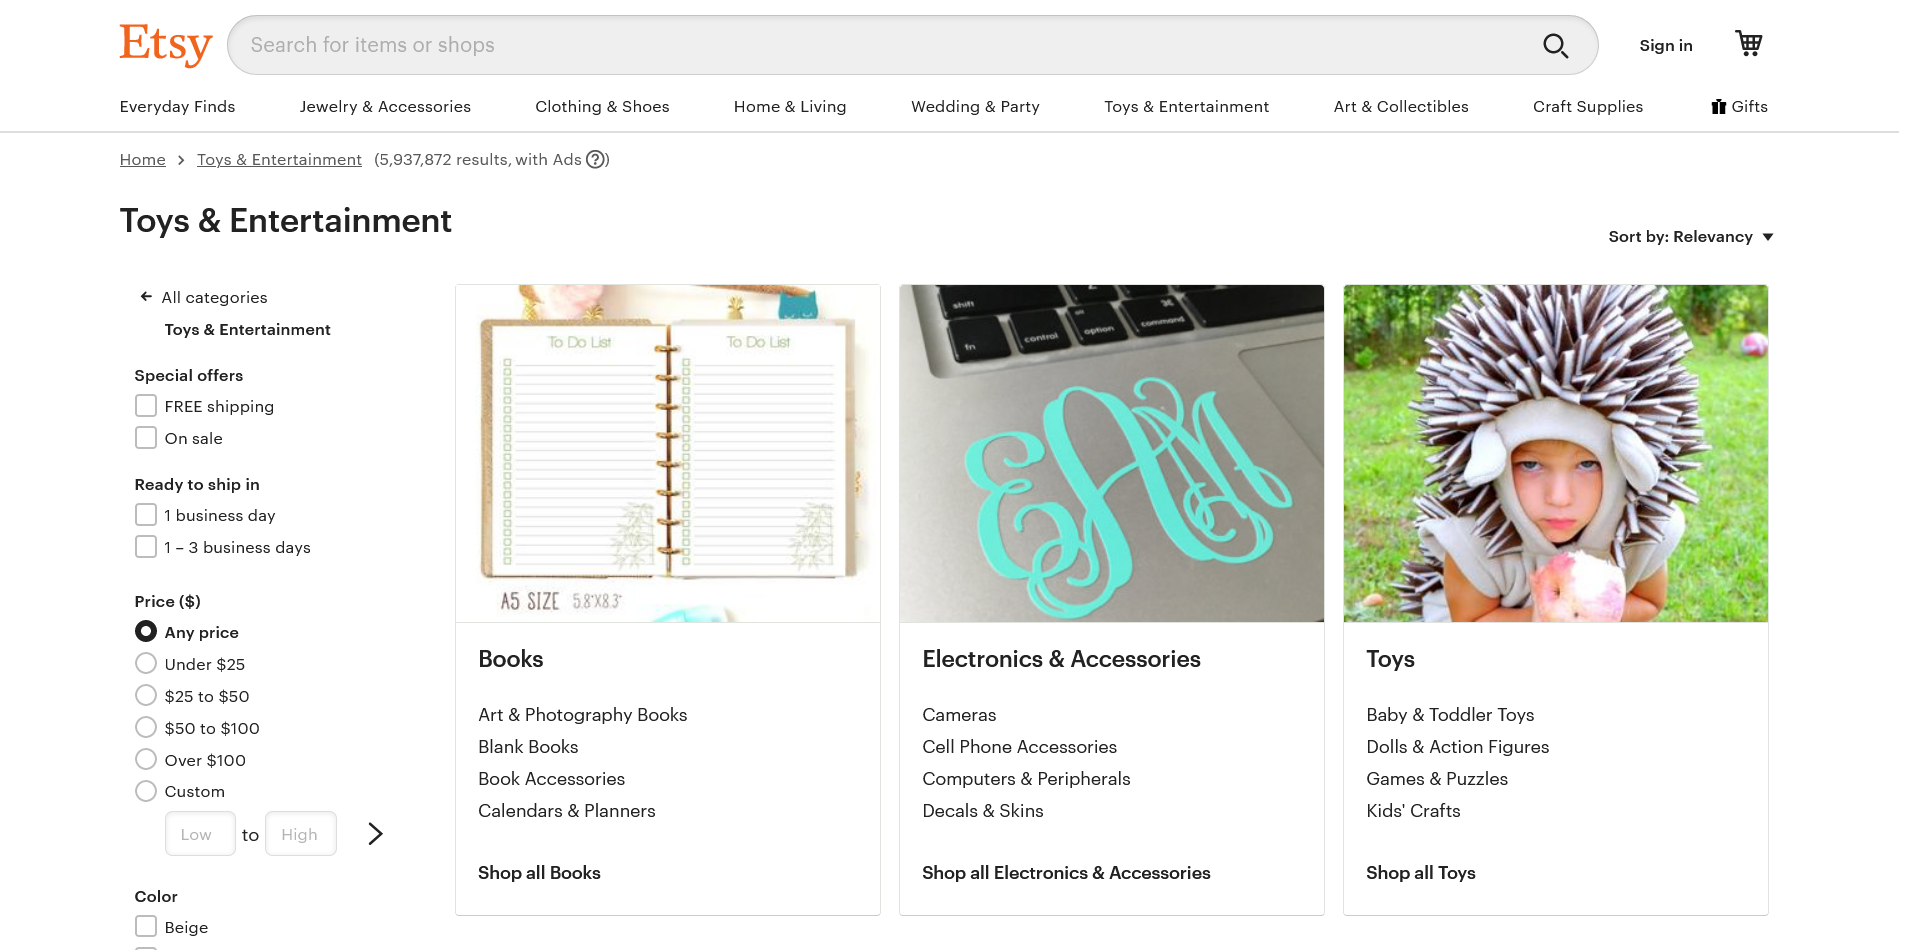 Etsy
Search for items or shops
Sign in
Everyday Finds
Jewelry & Accessories
Clothing & Shoes
Home & Living
Wedding & Party
Toys & Entertainment
Art & Collectibles
Craft Supplies
Gifts
Home > Toys & Entertainment (5,937,872 results, with Ads ?)
Toys & Entertainment
Sort by: Relevancy
All categories
Toys & Entertainment
Special offers
FREE shipping
On sale
Ready to ship in
1 business day
1 – 3 business days
Price ($)
Any price
Under $25
$25 to $50
$50 to $100
Over $100
Custom
Low to High
Color
Beige
To Do List
To Do List
A5 SIZE 5.8"X8.3"
Books
Art & Photography Books
Blank Books
Book Accessories
Calendars & Planners
Shop all Books
shift
fn
control
alt
option
⌘
command
EAM
Electronics & Accessories
Cameras
Cell Phone Accessories
Computers & Peripherals
Decals & Skins
Shop all Electronics & Accessories
Toys
Baby & Toddler Toys
Dolls & Action Figures
Games & Puzzles
Kids' Crafts
Shop all Toys